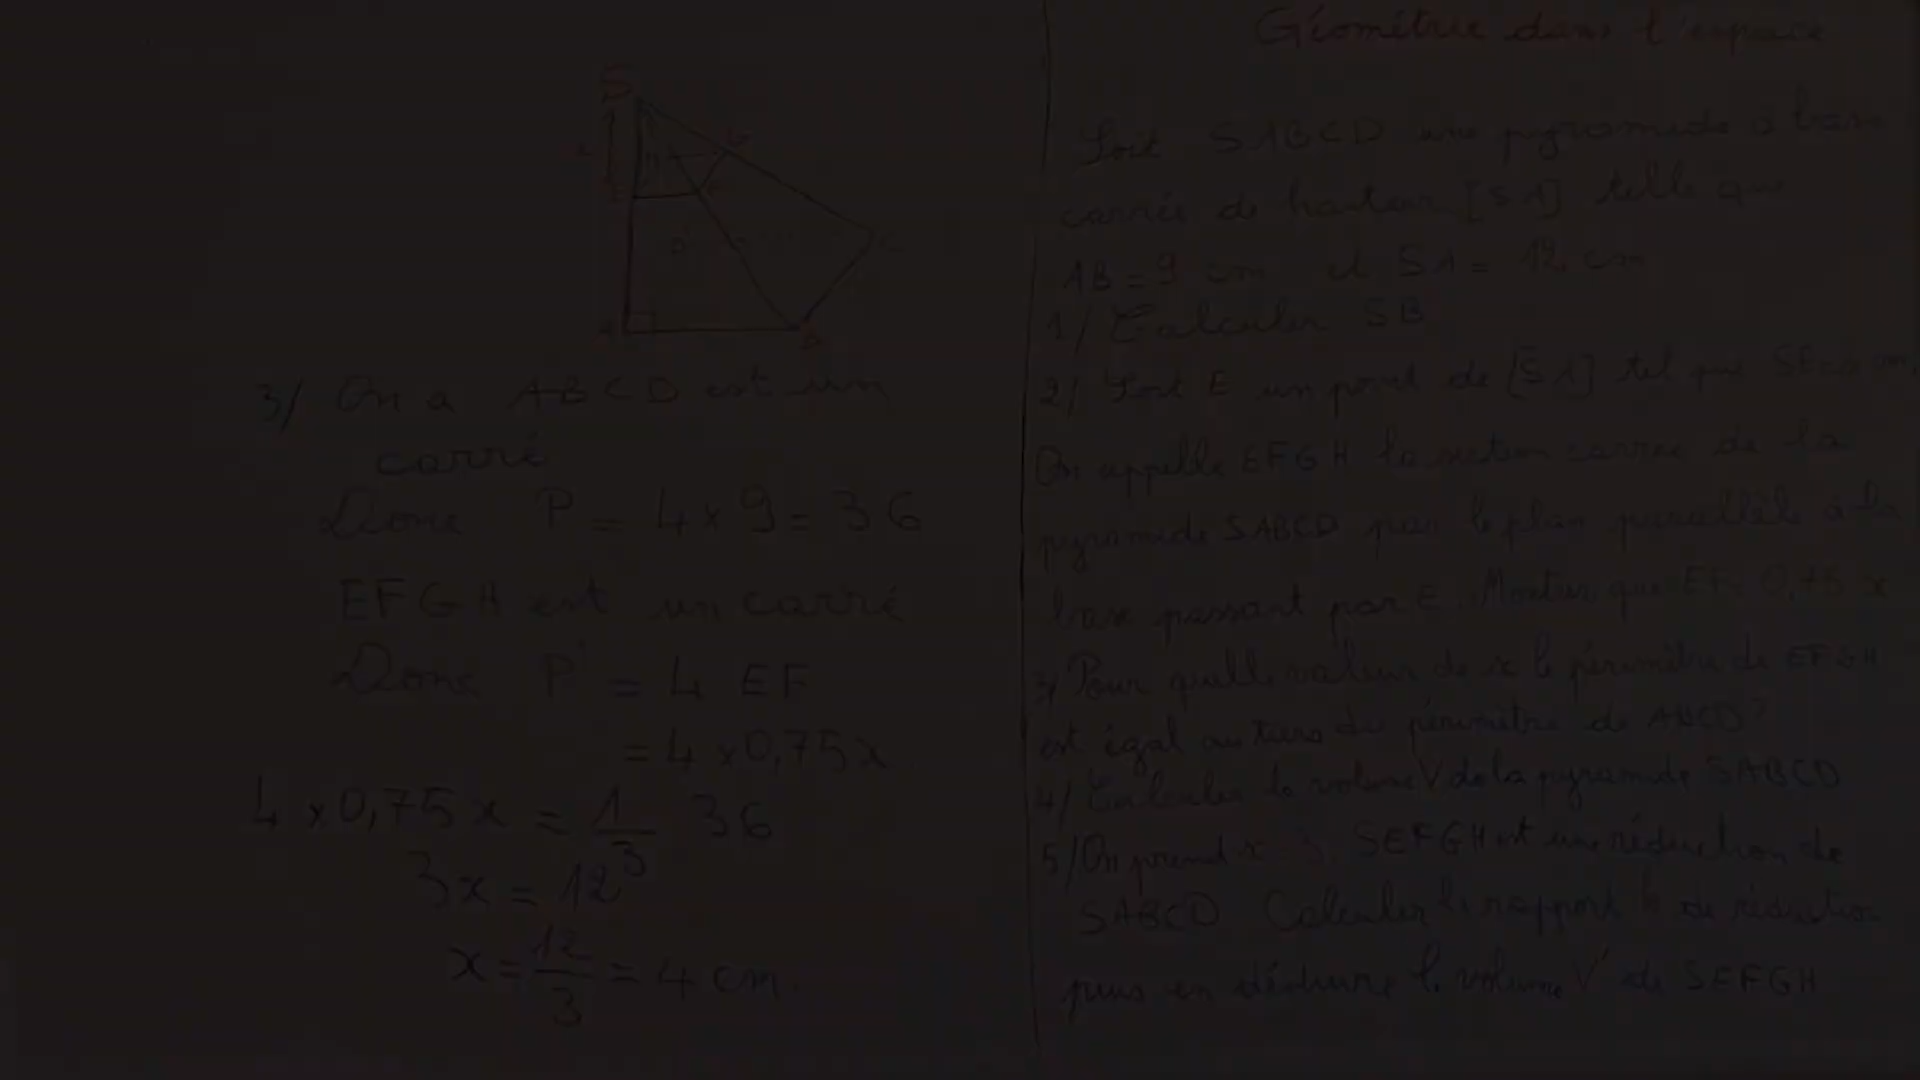 Géométrie dans l'espace
Soit SABCD une pyramide à base
carrée de hauteur [SA] telle que
AB = 9 cm et SA = 12 cm
1/ Calculer SB
2/ Soit E un point de [SA] tel que SE
On appelle EFGH la section carrée de la
pyramide SABCD par le plan parallèle à la
base passant par E. Montrer que EF = 0,75 x
3/ Pour quelle valeur de x le périmètre de EFGH
est égal au tiers du périmètre de ABCD?
4/ Calculer le volume V de la pyramide SABCD
5/ On prend x SEFGH est une réduction de
SABCD Calculer le rapport k de réduction
puis en déduire le volume V' de SEFGH
S
A
B
3/ On a ABCD est un
carré
Donc P = 4 x 9 = 36
EFGH est un carré
Donc P' = 4 EF
= 4 x 0,75 x
4 x 0,75 x = 1/3 36
3x = 12
x = 12/3 = 4 cm.